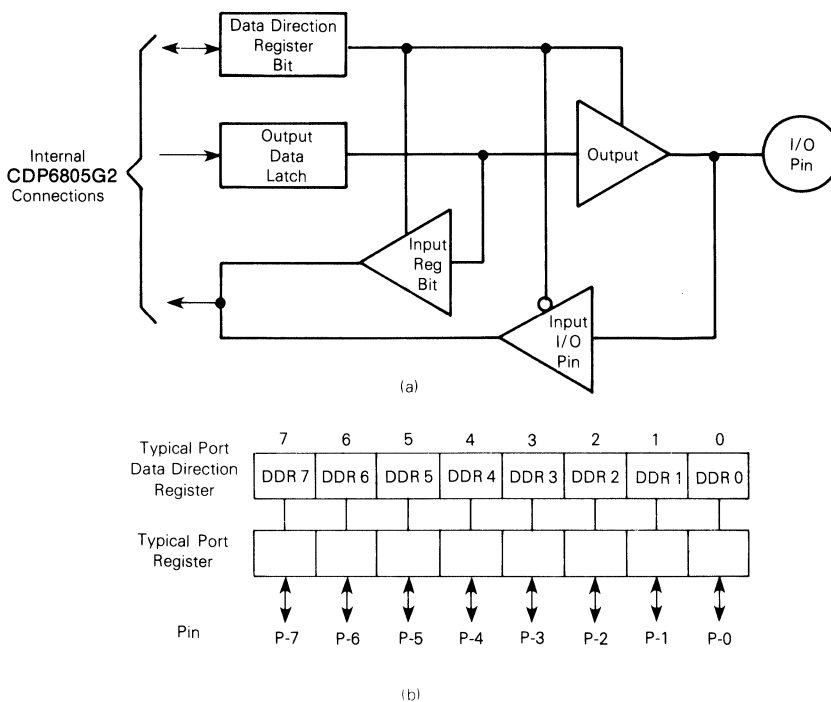 Data Direction
Register
Bit
Output
Data
Latch
Internal
CDP6805G2
Connections
Output
I/O
Pin
Input
Reg
Bit
Input
I/O
Pin
(a)
Typical Port
Data Direction
Register
7 6 5 4 3 2 1 0
DDR 7 DDR 6 DDR 5 DDR 4 DDR 3 DDR 2 DDR 1 DDR 0
Typical Port
Register
Pin P-7 P-6 P-5 P-4 P-3 P-2 P-1 P-0
(b)